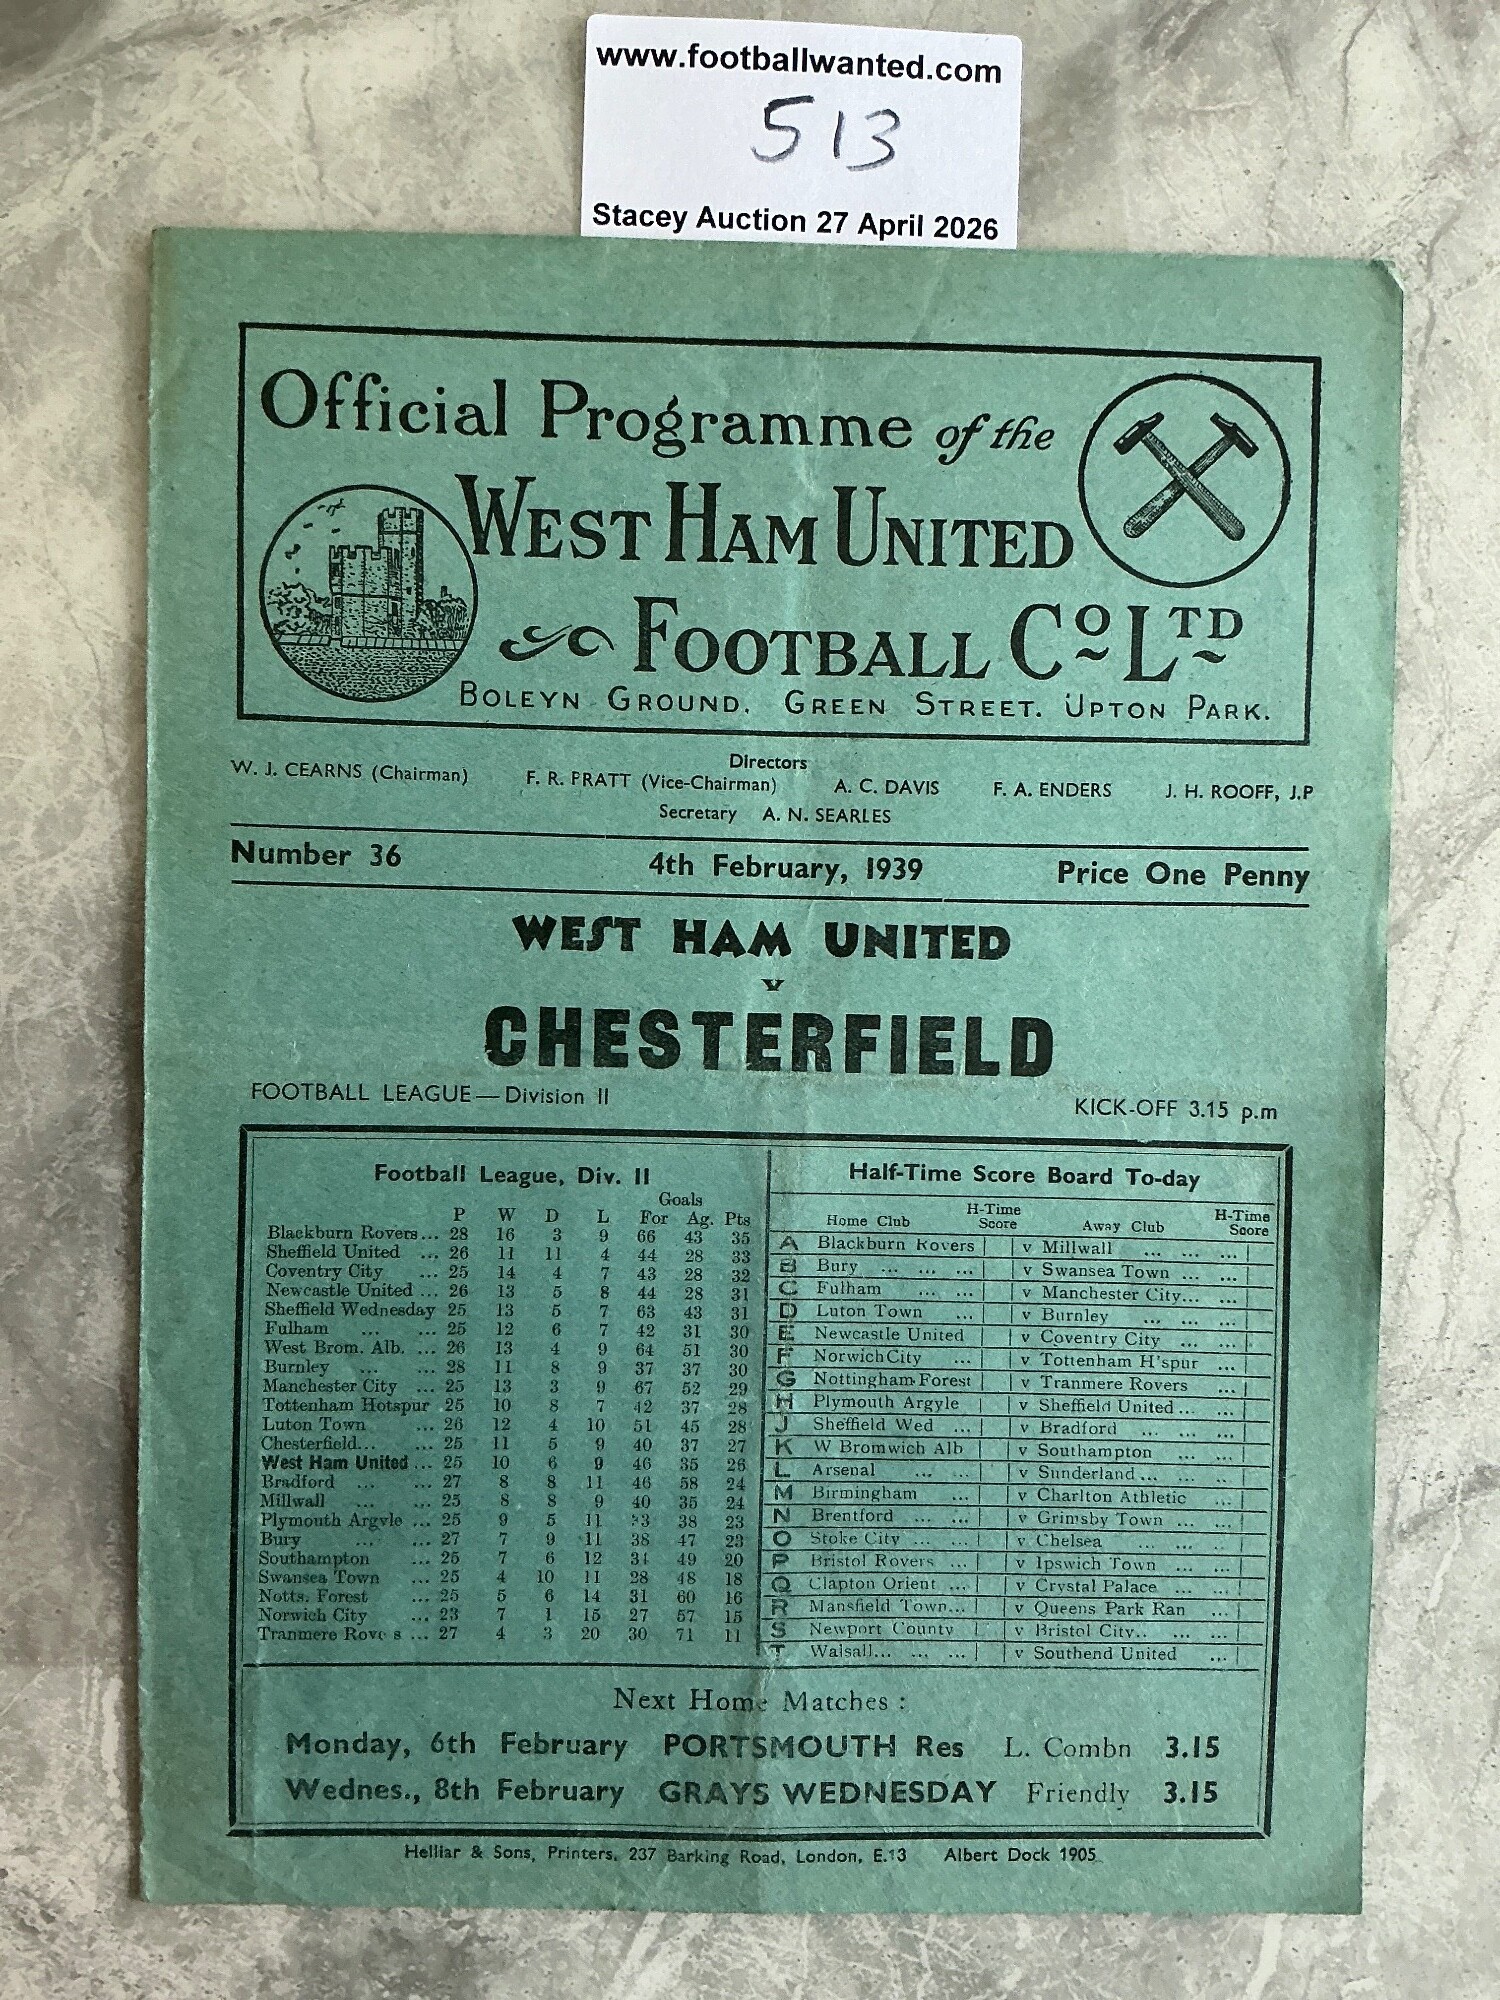 www.footballwanted.com
513
Stacey Auction 27 April 2026
Official Programme of the
WEST HAM UNITED
FOOTBALL Co LTD
BOLEYN GROUND. GREEN STREET. UPTON PARK.
Directors
W. J. CEARNS (Chairman) F. R. PRATT (Vice-Chairman) A. C. DAVIS F. A. ENDERS J. H. ROOFF, J.P
Secretary A. N. SEARLES
Number 36 4th February, 1939 Price One Penny
WEST HAM UNITED
v
CHESTERFIELD
FOOTBALL LEAGUE — Division II KICK-OFF 3.15 p.m
Football League, Div. II
Goals
P W D L For Ag. Pts
Blackburn Rovers ... 28 16 3 9 66 43 35
Sheffield United ... 26 11 11 4 44 28 33
Coventry City ... 25 14 4 7 43 28 32
Newcastle United ... 26 13 5 8 44 28 31
Sheffield Wednesday 25 13 5 7 63 43 31
Fulham ... ... 25 12 6 7 42 31 30
West Brom. Alb. ... 26 13 4 9 64 51 30
Burnley ... ... 28 11 8 9 37 37 30
Manchester City ... 25 13 3 9 67 52 29
Tottenham Hotspur 25 10 8 7 42 37 28
Luton Town ... 26 12 4 10 51 45 28
Chesterfield... ... 25 11 5 9 40 37 27
West Ham United ... 25 10 6 9 46 35 26
Bradford ... ... 27 8 8 11 46 58 24
Millwall ... ... 25 8 8 9 40 35 24
Plymouth Argyle ... 25 9 5 11 33 38 23
Bury ... ... 27 7 9 11 38 47 23
Southampton ... 25 7 6 12 34 49 20
Swansea Town ... 25 4 10 11 28 48 18
Notts. Forest ... 25 5 6 14 31 60 16
Norwich City ... 23 7 1 15 27 57 15
Tranmere Rove s ... 27 4 3 20 30 71 11
Half-Time Score Board To-day
Home Club H-Time Score Away Club H-Time Score
A Blackburn Rovers v Millwall ... ... ...
B Bury ... ... ... v Swansea Town ... ...
C Fulham ... ... v Manchester City... ...
D Luton Town ... v Burnley ... ...
E Newcastle United v Coventry City ... ...
F Norwich City ... v Tottenham H'spur ...
G Nottingham Forest v Tranmere Rovers ...
H Plymouth Argyle v Sheffield United ... ...
J Sheffield Wed ... v Bradford ... ... ...
K W Bromwich Alb v Southampton ... ...
L Arsenal ... ... v Sunderland ... ... ...
M Birmingham ... v Charlton Athletic ...
N Brentford ... ... v Grimsby Town ... ...
O Stoke City ... ... v Chelsea ... ... ...
P Bristol Rovers ... v Ipswich Town ... ...
Q Clapton Orient ... v Crystal Palace ... ...
R Mansfield Town... v Queens Park Ran ...
S Newport County v Bristol City.. ... ...
T Walsall... ... ... v Southend United ...
Next Home Matches :
Monday, 6th February PORTSMOUTH Res L. Combn 3.15
Wednes., 8th February GRAYS WEDNESDAY Friendly 3.15
Helliar & Sons, Printers, 237 Barking Road, London, E.13 Albert Dock 1905